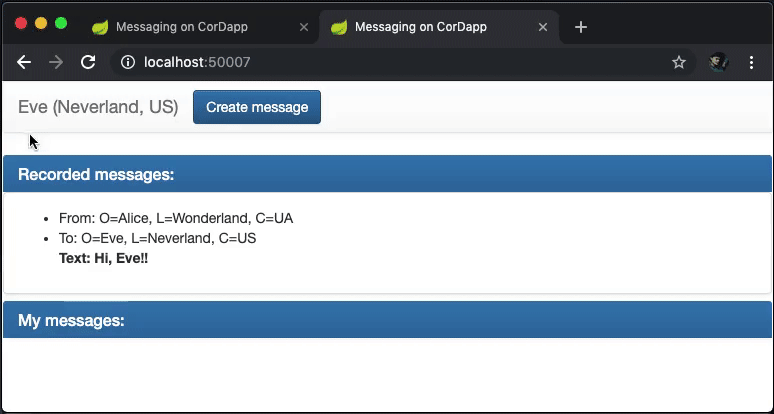 Messaging on CorDapp
Messaging on CorDapp
localhost:50007
Eve (Neverland, US)
Create message
Recorded messages:
From: O=Alice, L=Wonderland, C=UA
To: O=Eve, L=Neverland, C=US
Text: Hi, Eve!!
My messages: